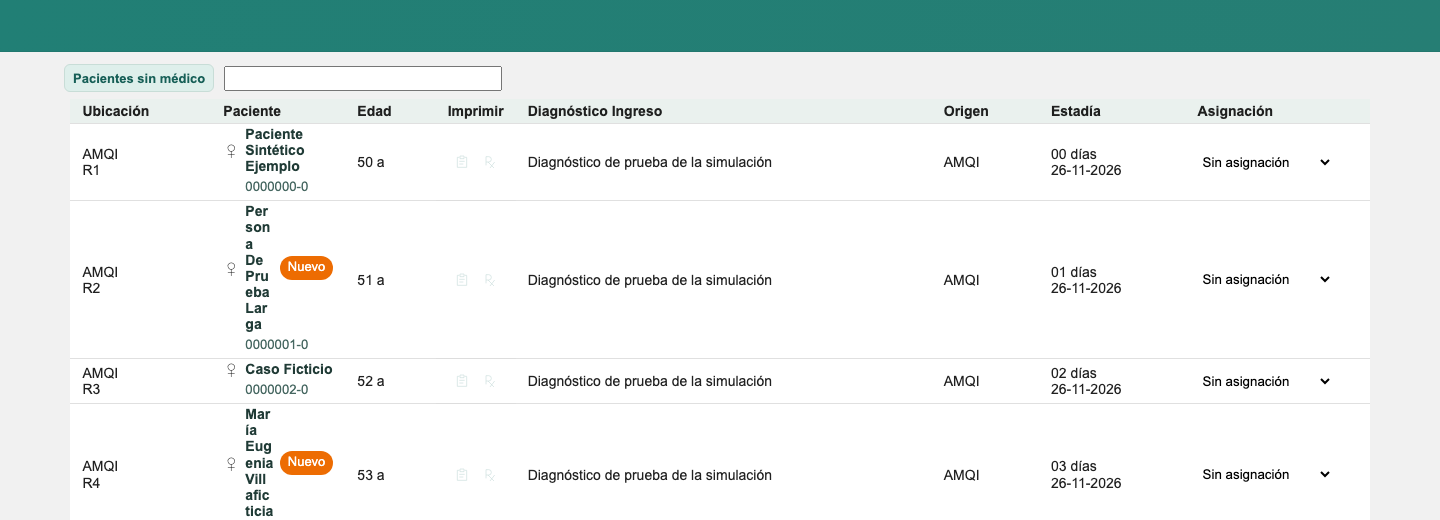 Pacientes sin médico
Ubicación Paciente Edad Imprimir Diagnóstico Ingreso Origen Estadía Asignación
AMQI
R1
Paciente
Sintético
Ejemplo
0000000-0
50 a
Diagnóstico de prueba de la simulación
AMQI
00 días
26-11-2026
Sin asignación
AMQI
R2
Per
son
a
De
Pru
eba
Lar
ga
0000001-0
Nuevo
51 a
Diagnóstico de prueba de la simulación
AMQI
01 días
26-11-2026
Sin asignación
AMQI
R3
Caso Ficticio
0000002-0
52 a
Diagnóstico de prueba de la simulación
AMQI
02 días
26-11-2026
Sin asignación
AMQI
R4
Mar
ía
Eug
enia
Vill
afic
ticia
Nuevo
53 a
Diagnóstico de prueba de la simulación
AMQI
03 días
26-11-2026
Sin asignación